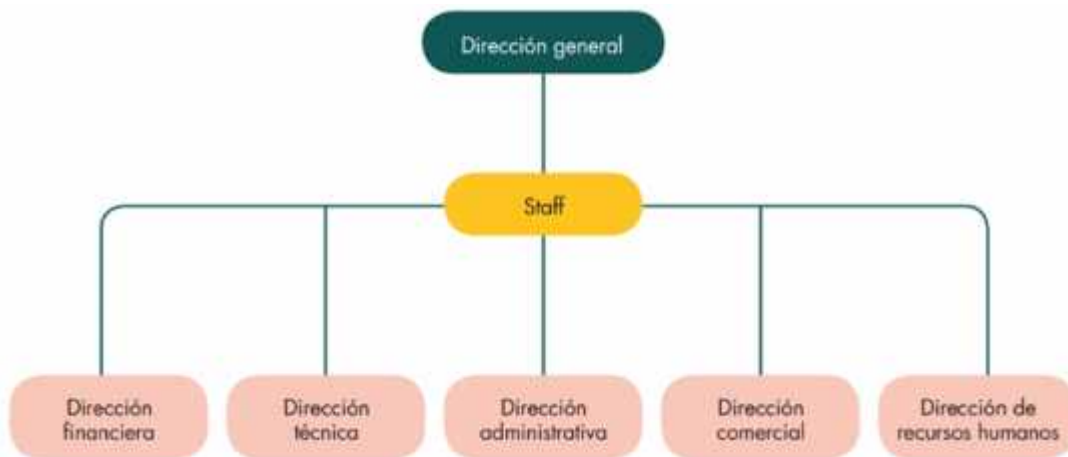 Dirección general
Staff
Dirección
financiera
Dirección
técnica
Dirección
administrativa
Dirección
comercial
Dirección de
recursos humanos